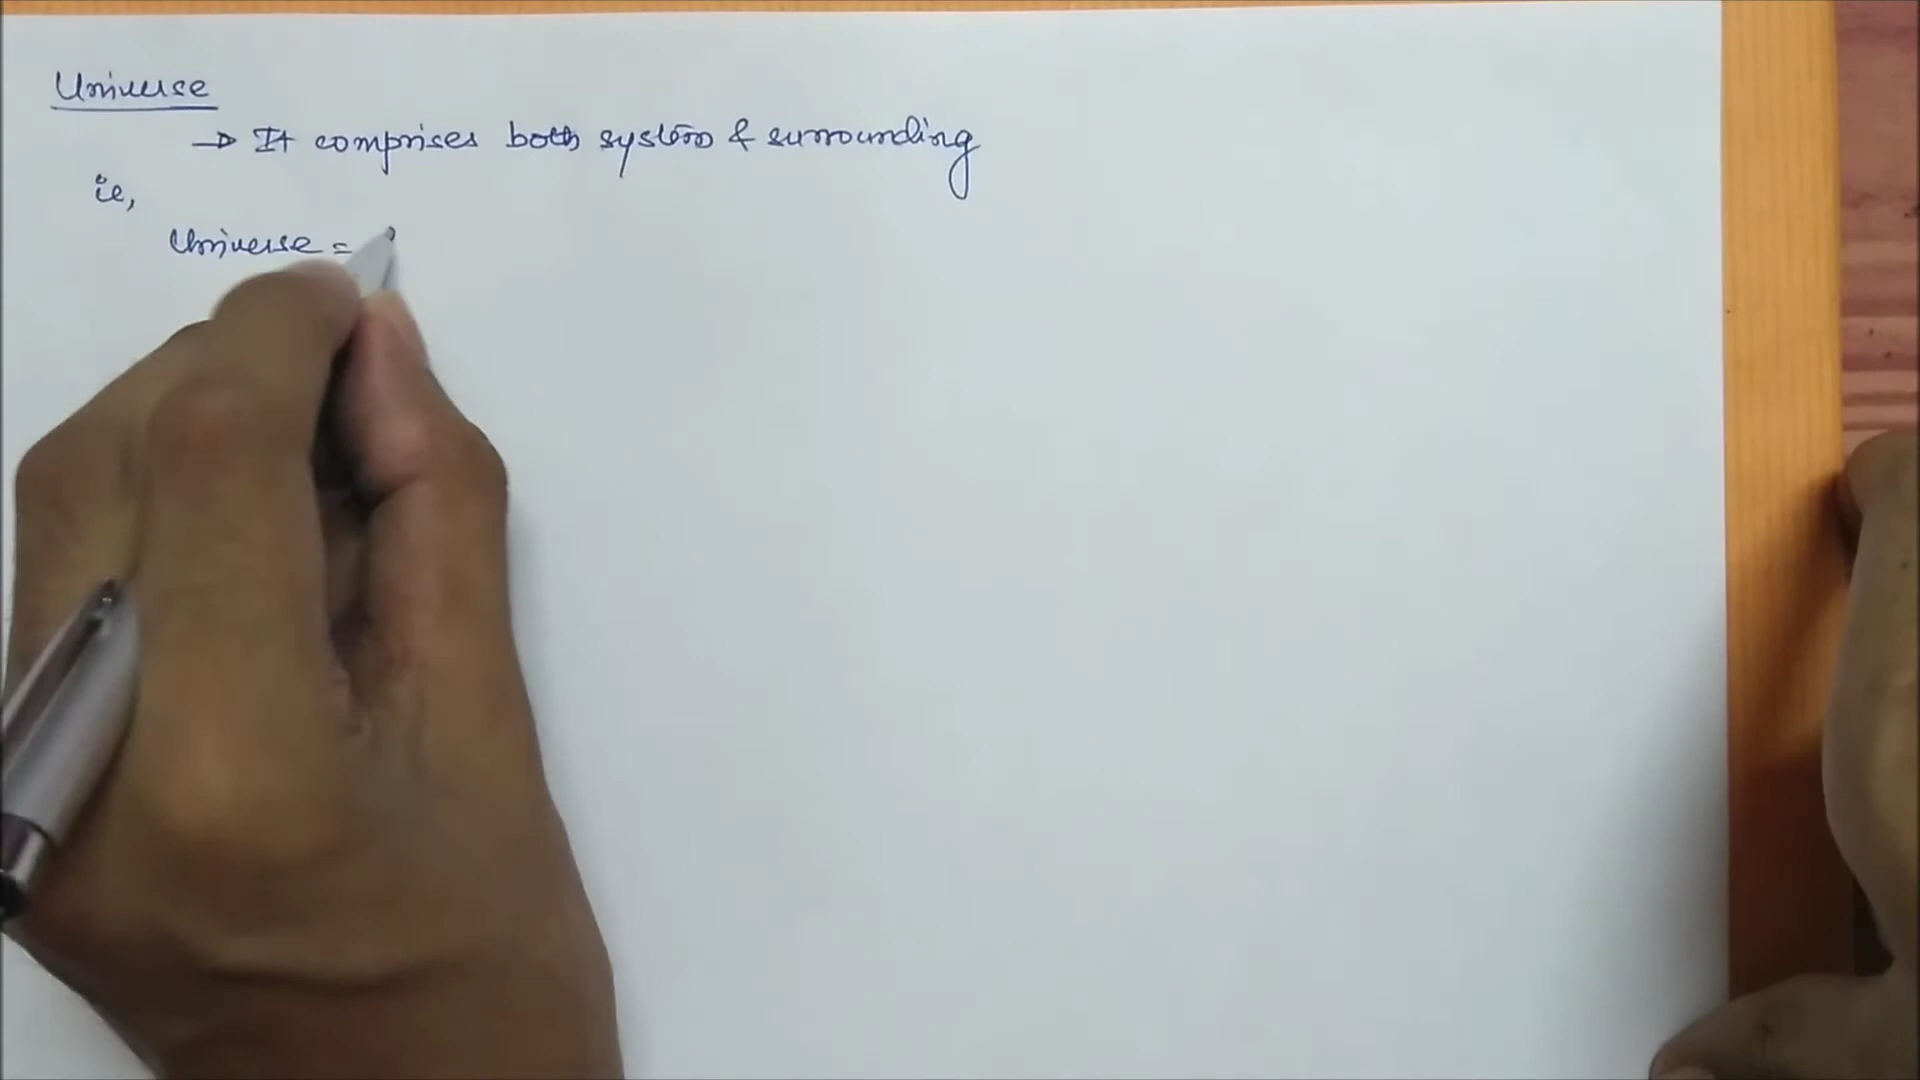 Universe
→ It comprises both system & surrounding
ie,
Universe =